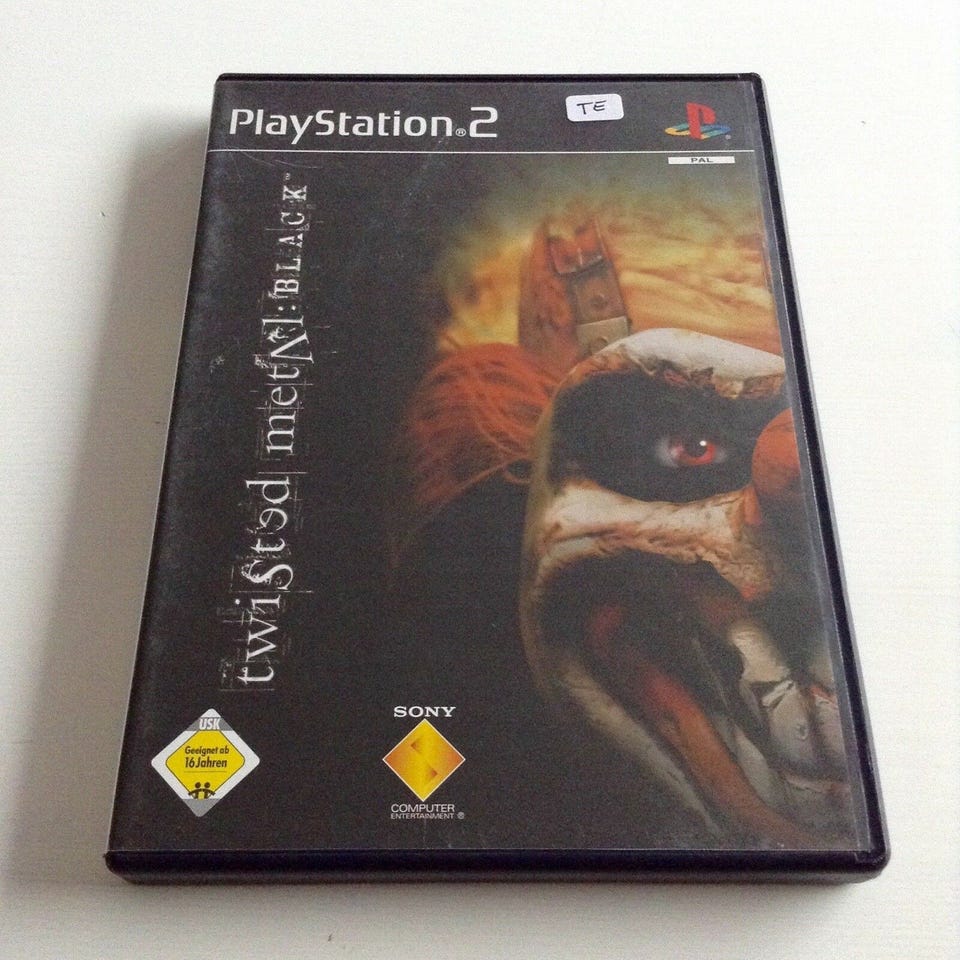 PlayStation®2
TE
PAL
twisted metal: BLACK™
USK
Geeignet ab
16 Jahren
SONY
COMPUTER
ENTERTAINMENT ®